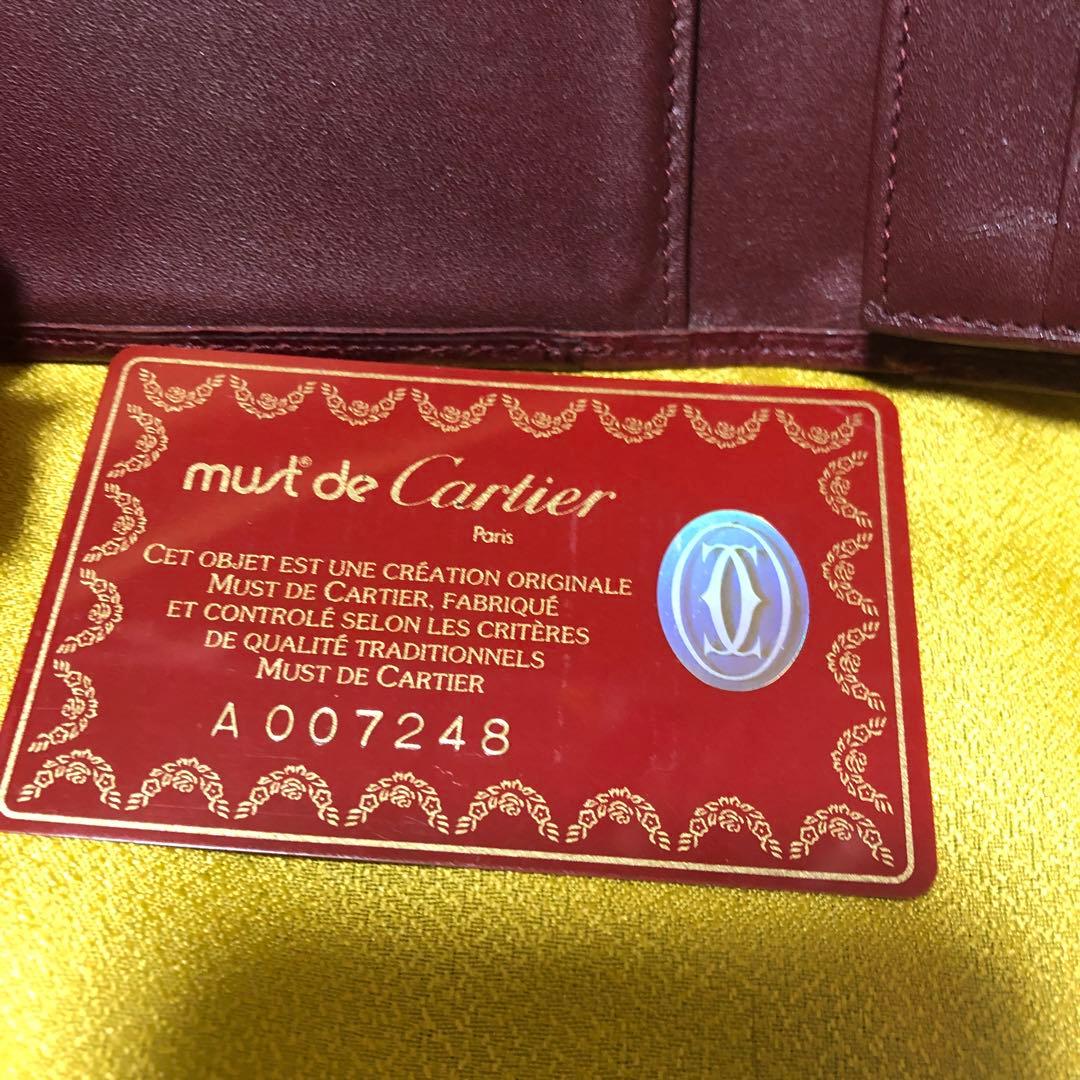 must® de Cartier
Paris
CET OBJET EST UNE CRÉATION ORIGINALE
MUST DE CARTIER, FABRIQUÉ
ET CONTROLÉ SELON LES CRITÈRES
DE QUALITÉ TRADITIONNELS
MUST DE CARTIER
A 007248